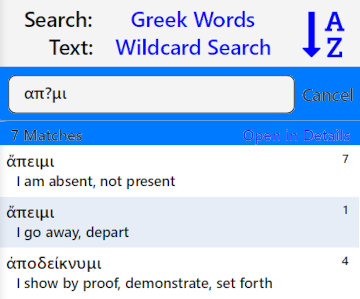 Search: Greek Words
Text: Wildcard Search
A
Z
απ?μι
Cancel
7 Matches Open in Details
ἄπειμι 7
I am absent, not present
ἄπειμι 1
I go away, depart
ἀποδείκνυμι 4
I show by proof, demonstrate, set forth